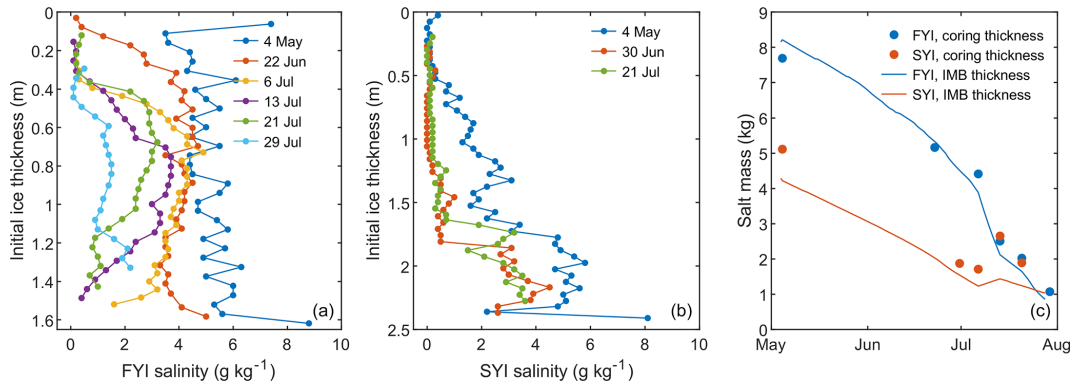 0
0.2
0.4
0.6
0.8
1
1.2
1.4
1.6
Initial ice thickness (m)
4 May
22 Jun
6 Jul
13 Jul
21 Jul
29 Jul
(a)
0 2 4 6 8 10
FYI salinity (g kg⁻¹)
0
0.5
1
1.5
2
2.5
Initial ice thickness (m)
4 May
30 Jun
21 Jul
(b)
0 2 4 6 8 10
SYI salinity (g kg⁻¹)
9
8
7
6
5
4
3
2
1
0
Salt mass (kg)
FYI, coring thickness
SYI, coring thickness
FYI, IMB thickness
SYI, IMB thickness
(c)
May Jun Jul Aug